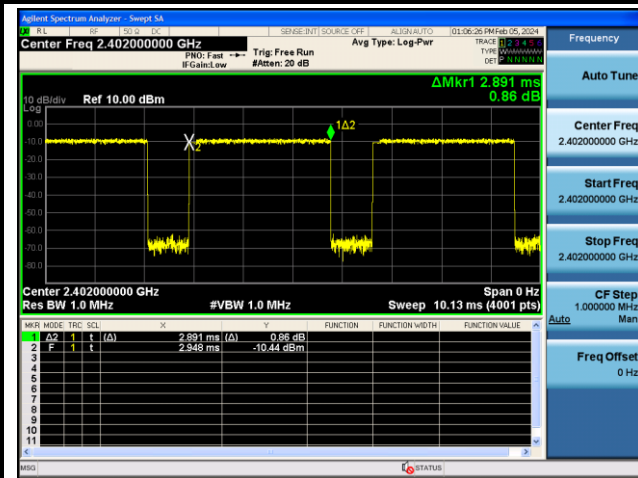 Agilent Spectrum Analyzer - Swept SA
RL RF 50 Ω DC SENSE:INT SOURCE OFF ALIGN AUTO 01:06:26 PM Feb 05, 2024
Center Freq 2.402000000 GHz
Avg Type: Log-Pwr
TRACE 1 2 3 4 5 6
TYPE
DET P N N N N N
PNO: Fast
IFGain:Low
Trig: Free Run
#Atten: 20 dB
ΔMkr1 2.891 ms
0.86 dB
10 dB/div Ref 10.00 dBm
Log
0.00
-10.0
-20.0
-30.0
-40.0
-50.0
-60.0
-70.0
-80.0
1Δ2
2
Center 2.402000000 GHz Span 0 Hz
Res BW 1.0 MHz #VBW 1.0 MHz Sweep 10.13 ms (4001 pts)
MKR MODE TRC SCL X Y FUNCTION FUNCTION WIDTH FUNCTION VALUE
1 Δ2 1 t (Δ) 2.891 ms (Δ) 0.86 dB
2 F 1 t 2.948 ms -10.44 dBm
3
4
5
6
7
8
9
10
11
MSG STATUS
Frequency
Auto Tune
Center Freq
2.402000000 GHz
Start Freq
2.402000000 GHz
Stop Freq
2.402000000 GHz
CF Step
1.000000 MHz
Auto Man
Freq Offset
0 Hz